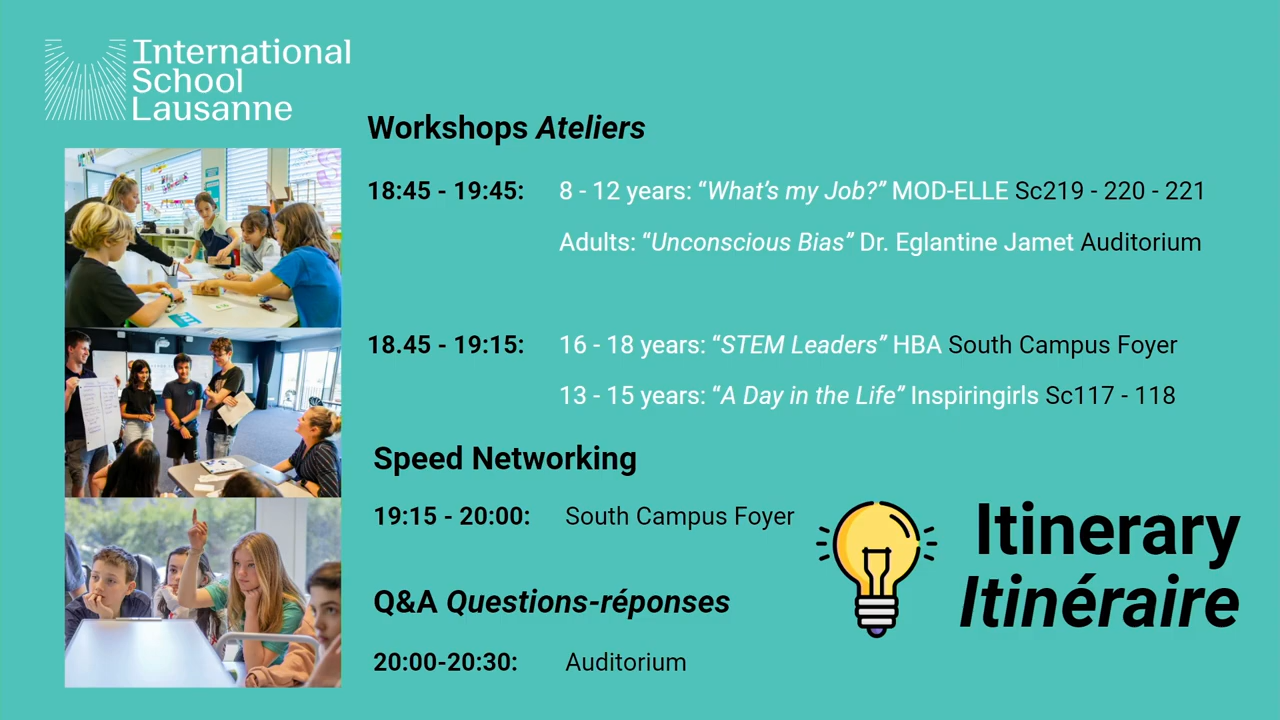 International
School
Lausanne
Workshops Ateliers
18:45 - 19:45: 8 - 12 years: “What’s my Job?” MOD-ELLE Sc219 - 220 - 221
Adults: “Unconscious Bias” Dr. Eglantine Jamet Auditorium
18.45 - 19:15: 16 - 18 years: “STEM Leaders” HBA South Campus Foyer
13 - 15 years: “A Day in the Life” Inspiringirls Sc117 - 118
Speed Networking
19:15 - 20:00: South Campus Foyer
Q&A Questions-réponses
20:00-20:30: Auditorium
Itinerary
Itinéraire